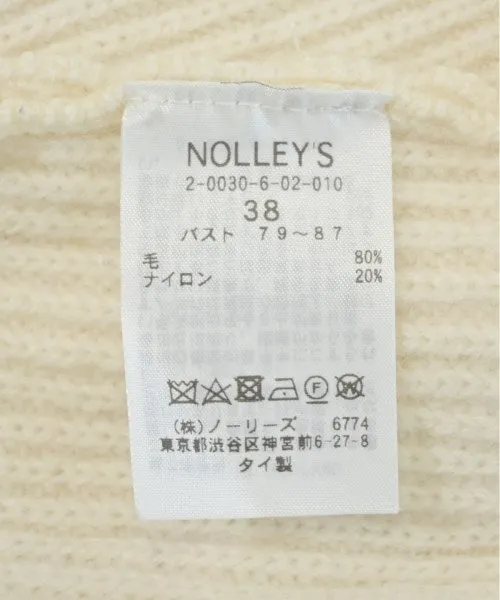 NOLLEY'S
2-0030-6-02-010
38
バスト 79～87
毛 80%
ナイロン 20%
F W
(株)ノーリーズ 6774
東京都渋谷区神宮前6-27-8
タイ製